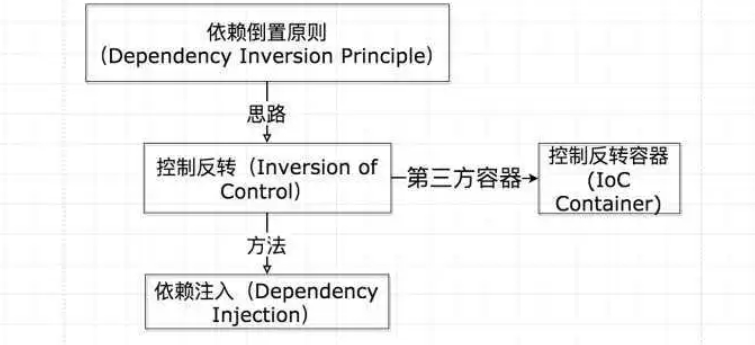 依赖倒置原则
（Dependency Inversion Principle）
思路
控制反转（Inversion of
Control）
第三方容器
控制反转容器
(IoC
Container)
方法
依赖注入（Dependency
Injection）